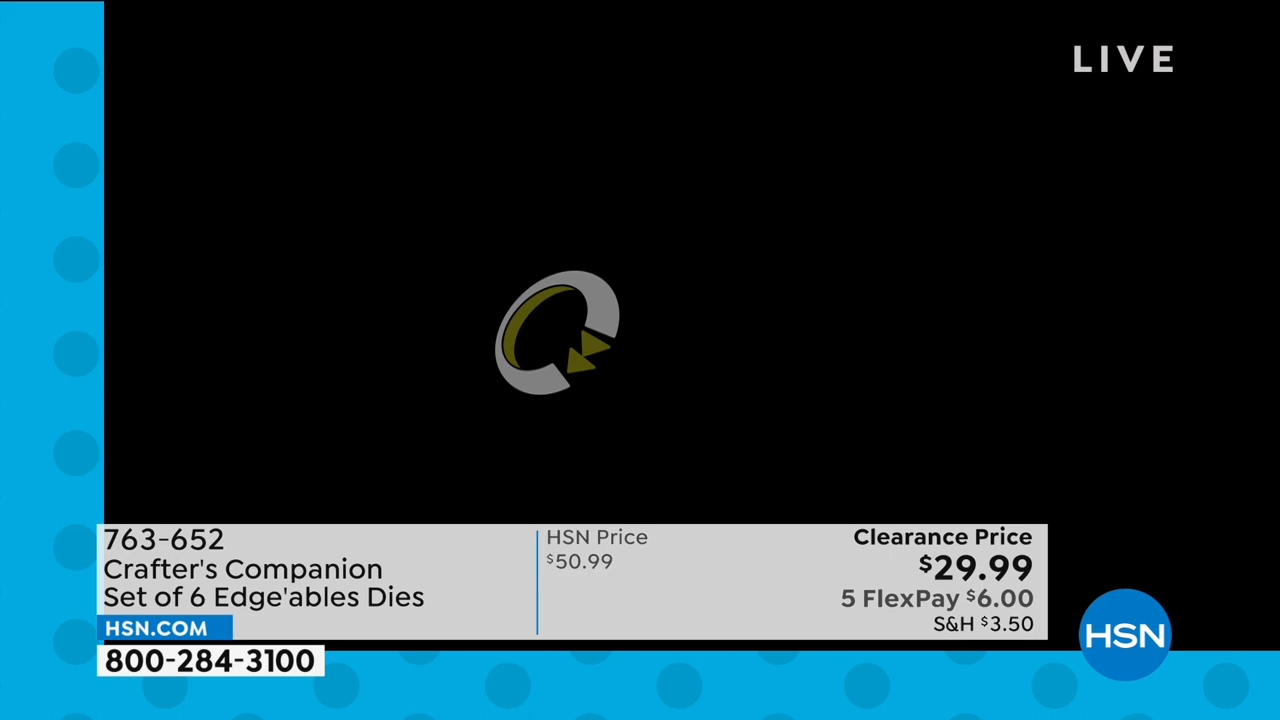 LIVE
763-652
Crafter's Companion
Set of 6 Edge'ables Dies
HSN Price
$50.99
Clearance Price
$29.99
5 FlexPay $6.00
S&H $3.50
HSN.COM
800-284-3100
HSN